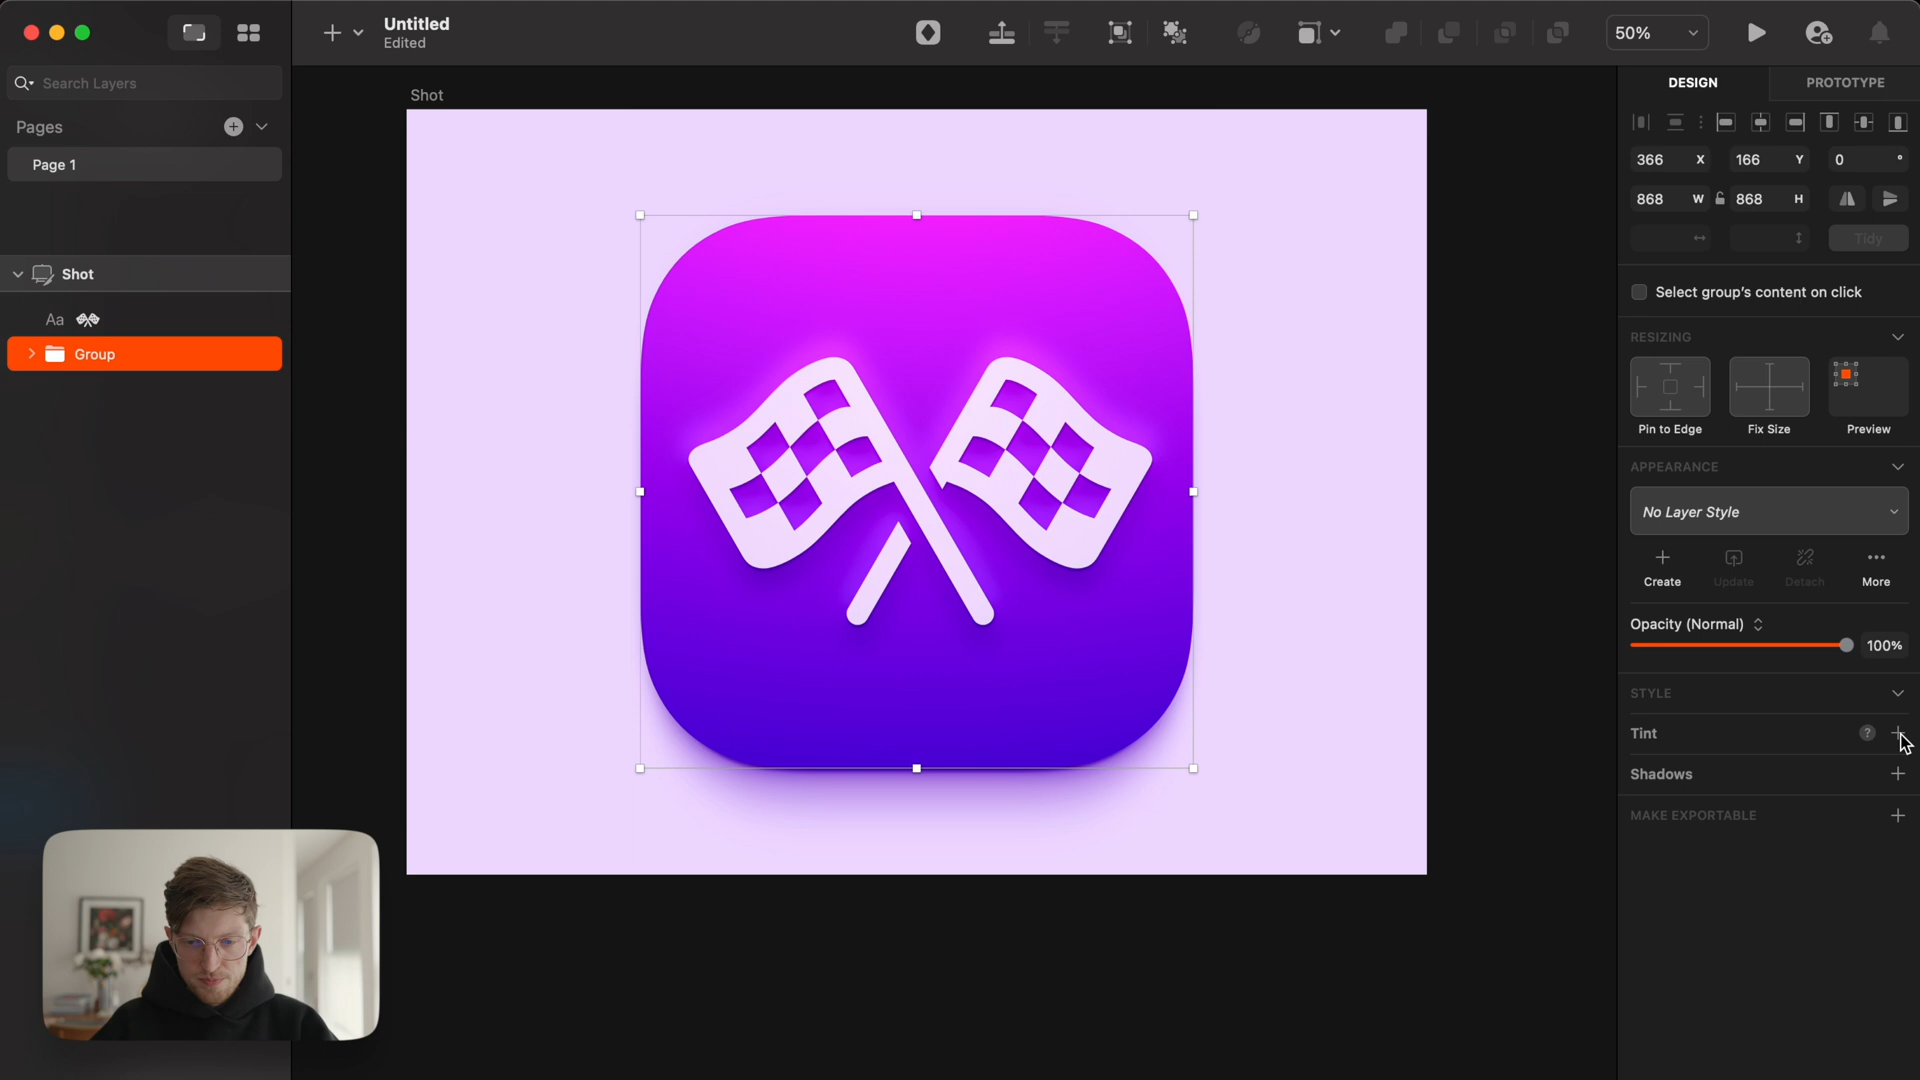 Untitled
Edited
50%
Search Layers
Pages
Page 1
Shot
Aa
Group
Shot
DESIGN
PROTOTYPE
366 X
166 Y
0 °
868 W
868 H
Tidy
Select group's content on click
RESIZING
Pin to Edge
Fix Size
Preview
APPEARANCE
No Layer Style
Create
Update
Detach
More
Opacity (Normal)
100%
STYLE
Tint
?
Shadows
MAKE EXPORTABLE